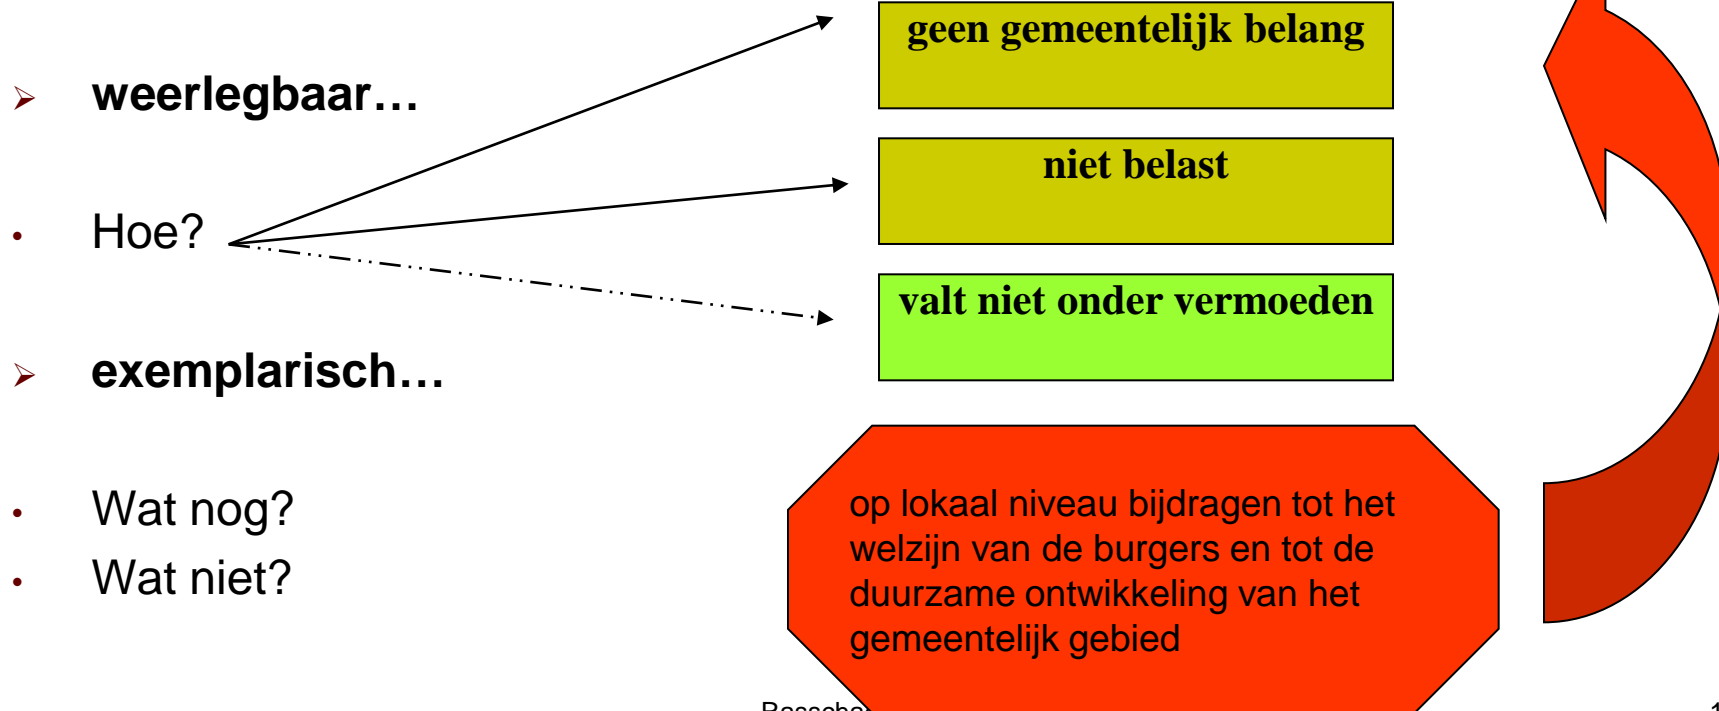 geen gemeentelijk belang
weerlegbaar…
niet belast
Hoe?
valt niet onder vermoeden
exemplarisch…
Wat nog?
Wat niet?
op lokaal niveau bijdragen tot het
welzijn van de burgers en tot de
duurzame ontwikkeling van het
gemeentelijk gebied